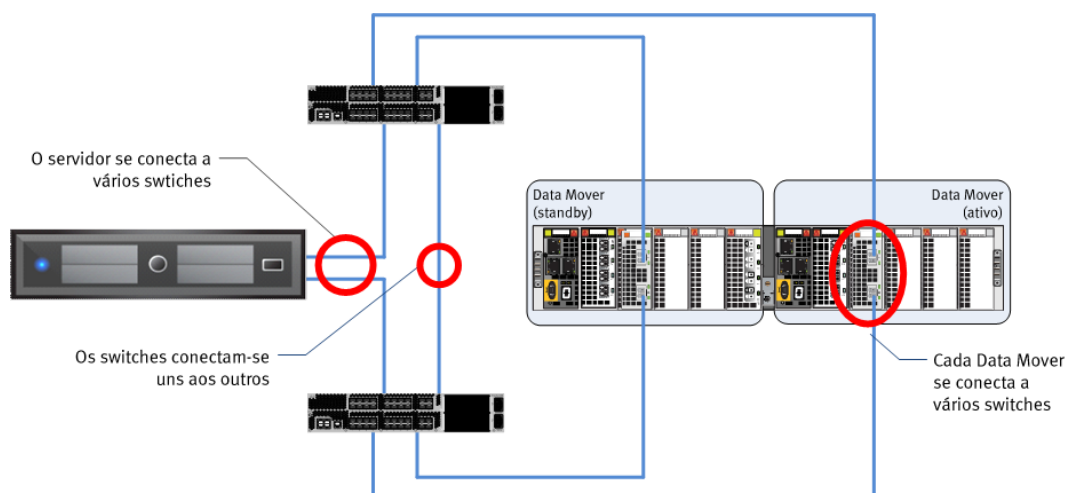 O servidor se conecta a
vários swtiches
Data Mover
(standby)
Data Mover
(ativo)
Os switches conectam-se
uns aos outros
Cada Data Mover
se conecta a
vários switches